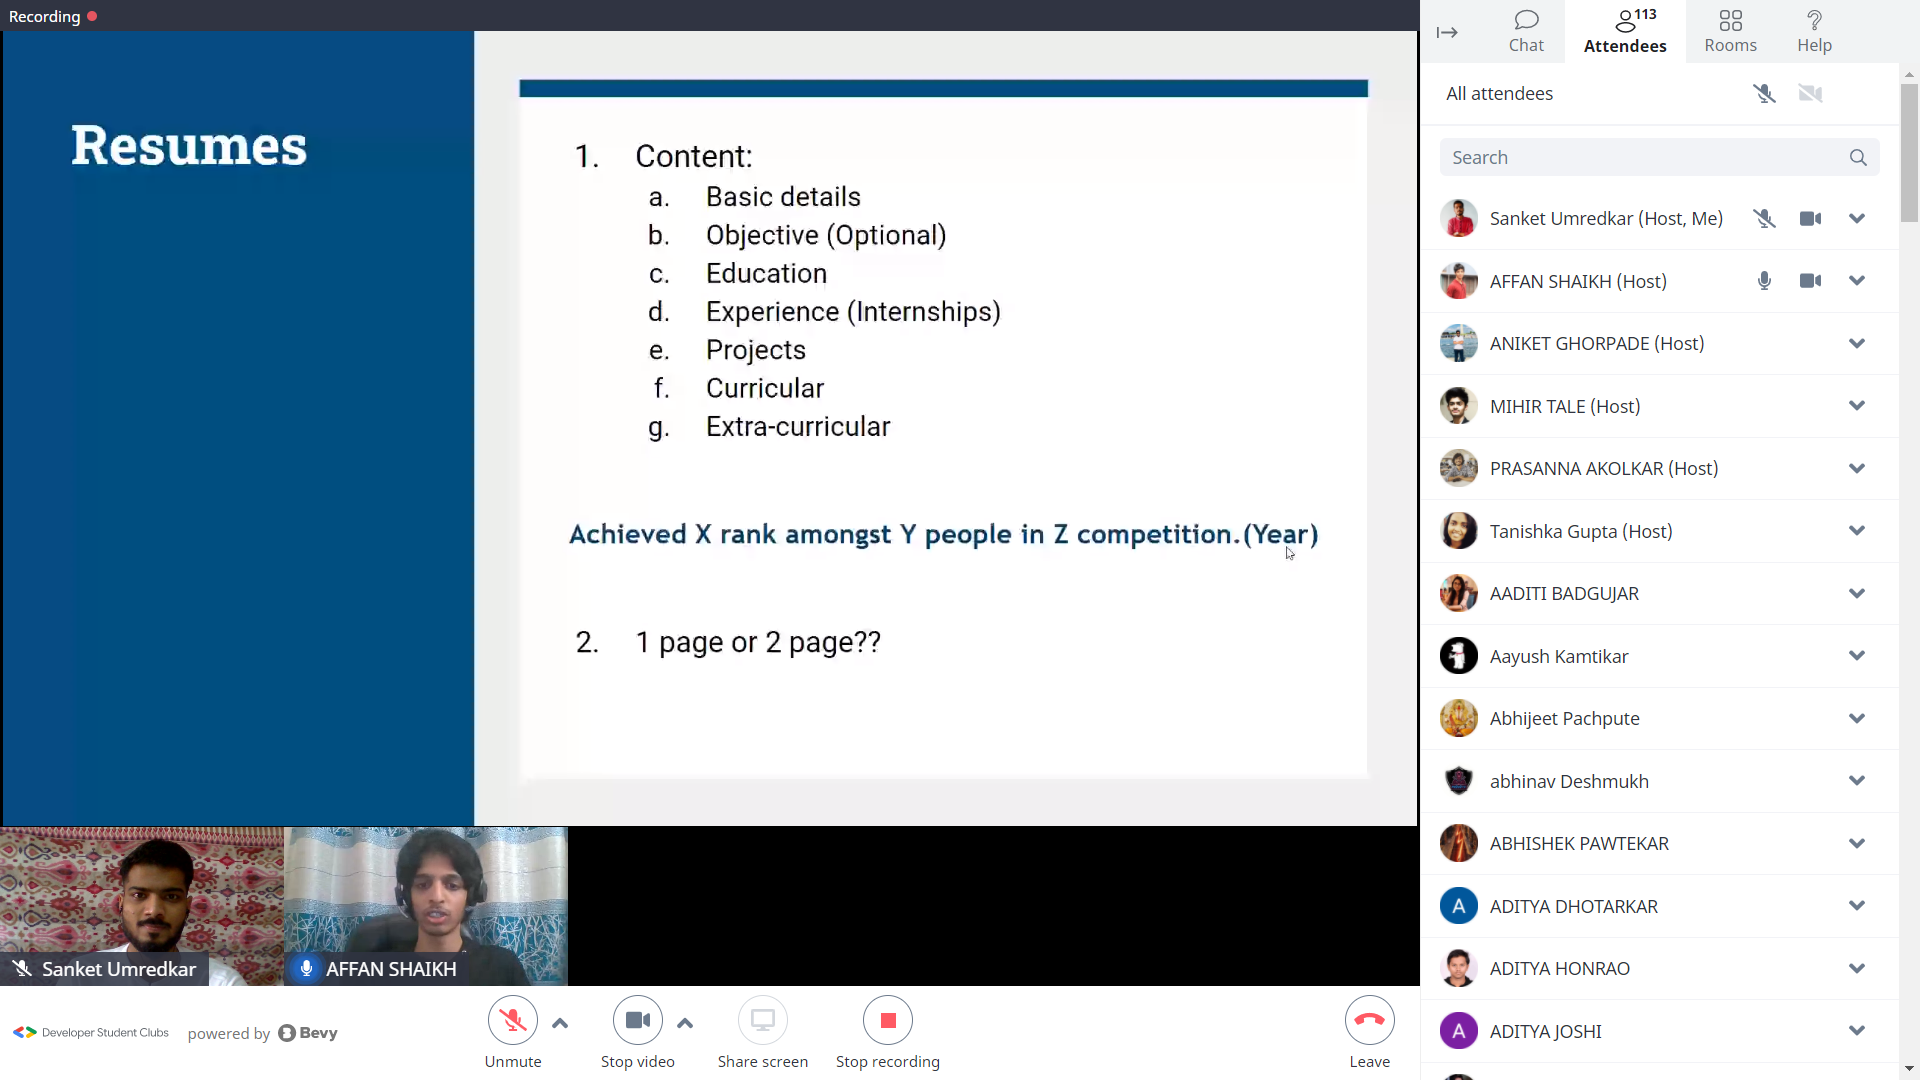 Recording
Resumes
1. Content:
a. Basic details
b. Objective (Optional)
c. Education
d. Experience (Internships)
e. Projects
f. Curricular
g. Extra-curricular
Achieved X rank amongst Y people in Z competition.(Year)
2. 1 page or 2 page??
Sanket Umredkar
AFFAN SHAIKH
Developer Student Clubs powered by Bevy
Unmute
Stop video
Share screen
Stop recording
Leave
Chat
113
Attendees
Rooms
Help
All attendees
Search
Sanket Umredkar (Host, Me)
AFFAN SHAIKH (Host)
ANIKET GHORPADE (Host)
MIHIR TALE (Host)
PRASANNA AKOLKAR (Host)
Tanishka Gupta (Host)
AADITI BADGUJAR
Aayush Kamtikar
Abhijeet Pachpute
abhinav Deshmukh
ABHISHEK PAWTEKAR
A ADITYA DHOTARKAR
ADITYA HONRAO
A ADITYA JOSHI